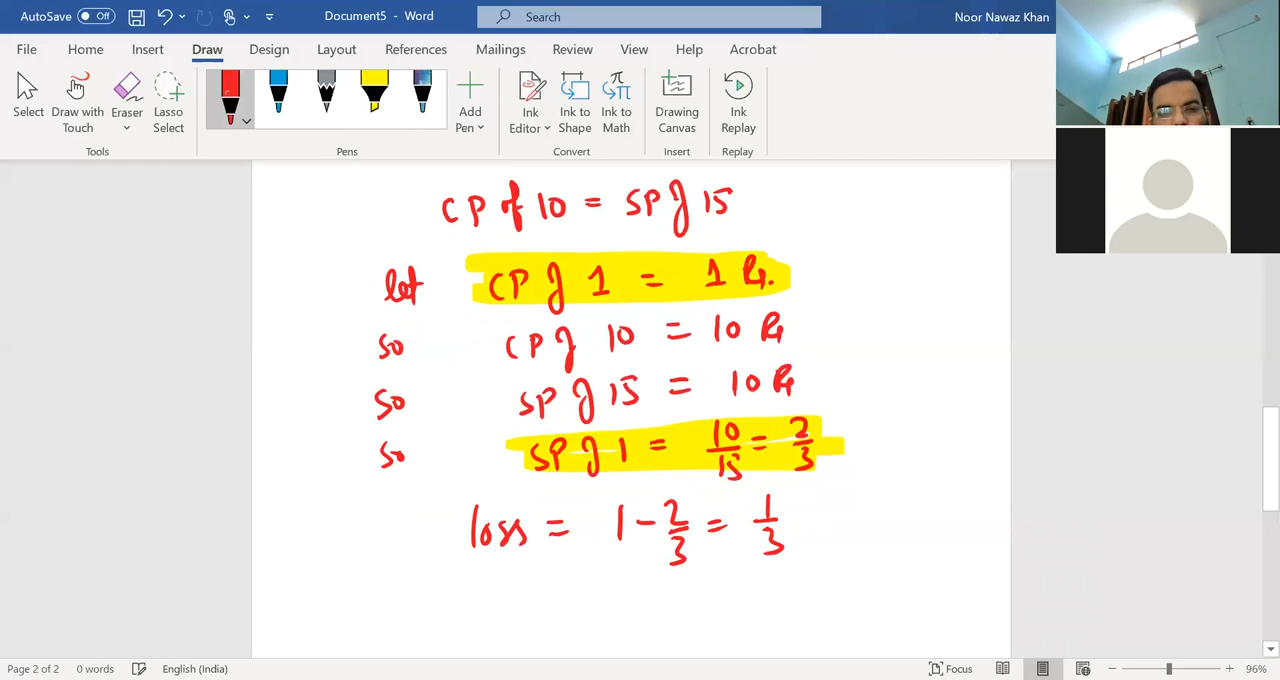 AutoSave Off Document5 - Word Search Noor Nawaz Khan
File Home Insert Draw Design Layout References Mailings Review View Help Acrobat
Select Draw with Touch Eraser Lasso Select Add Pen Ink Editor Ink to Shape Ink to Math Drawing Canvas Ink Replay
Tools Pens Convert Insert Replay
CP of 10 = SP of 15
let CP of 1 = 1 Rs.
so CP of 10 = 10 Rs
so SP of 15 = 10 Rs
so SP of 1 = 10/15 = 2/3
loss = 1 - 2/3 = 1/3
Page 2 of 2 0 words English (India) Focus 96%